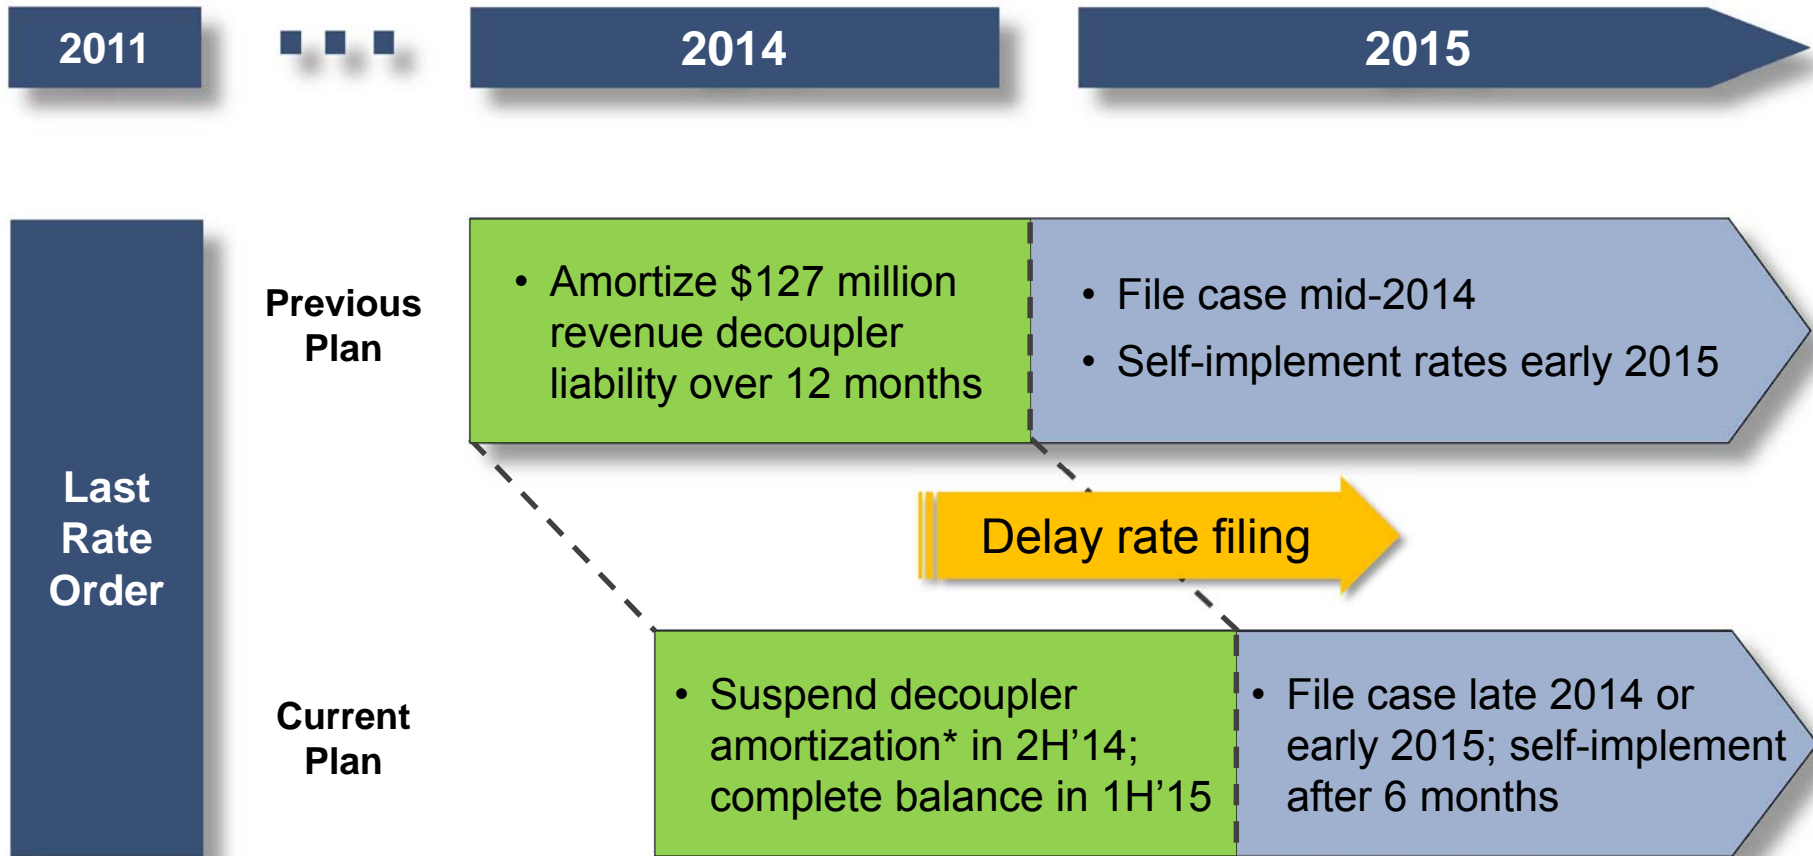 2011
2014
2015
Last
Rate
Order
Previous
Plan
• Amortize $127 million
revenue decoupler
liability over 12 months
• File case mid-2014
• Self-implement rates early 2015
Delay rate filing
Current
Plan
• Suspend decoupler
amortization* in 2H’14;
complete balance in 1H’15
• File case late 2014 or
early 2015; self-implement
after 6 months